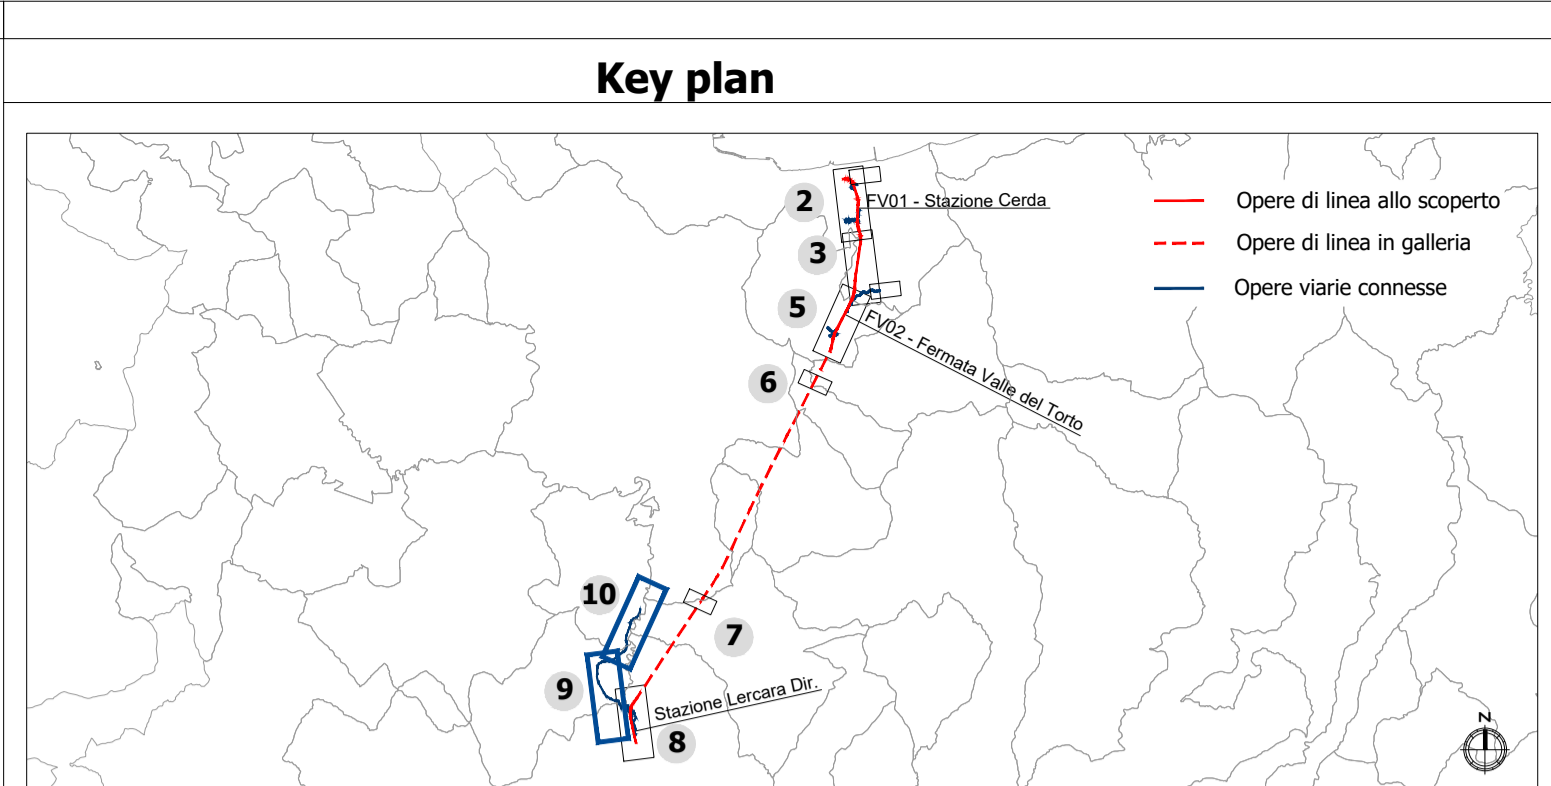 Key plan
2
FV01 - Stazione Cerda
3
5
FV02 - Fermata Valle del Torto
6
10
7
9
Stazione Lercara Dir.
8
Opere di linea allo scoperto
Opere di linea in galleria
Opere viarie connesse
N